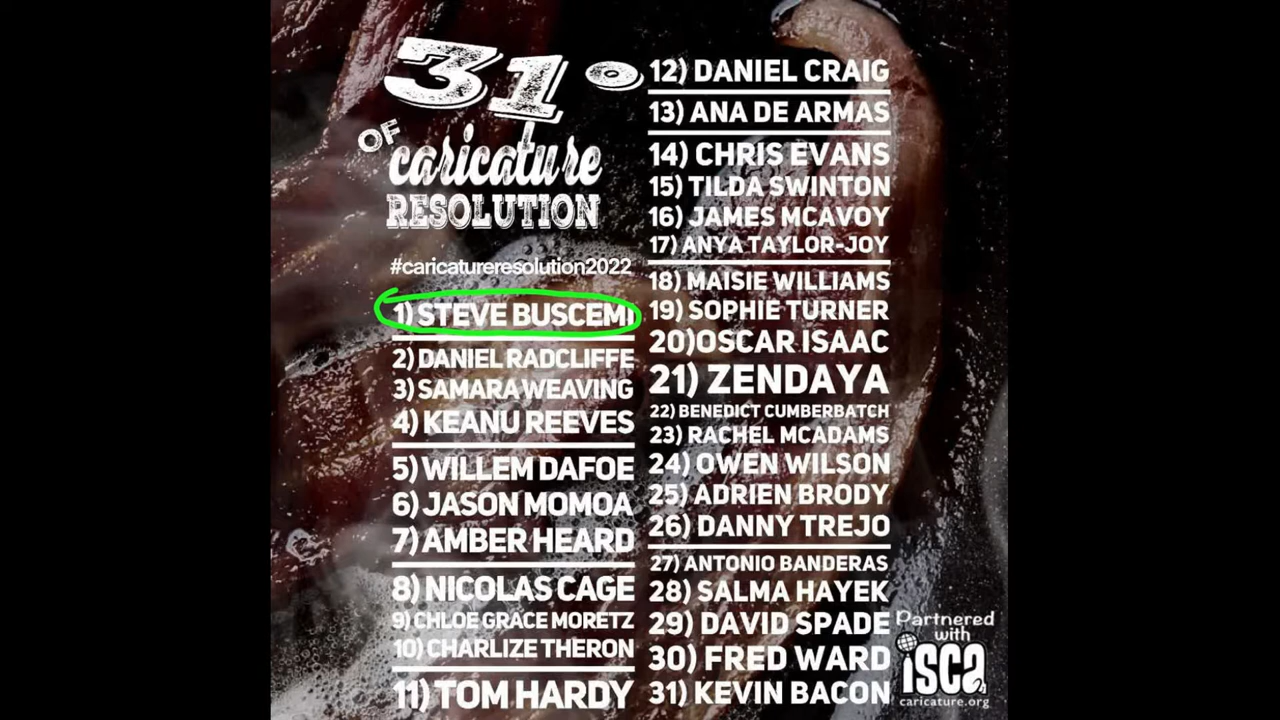 31°
OF
caricature
RESOLUTION
#caricatureresolution2022
1) STEVE BUSCEMI
2) DANIEL RADCLIFFE
3) SAMARA WEAVING
4) KEANU REEVES
5) WILLEM DAFOE
6) JASON MOMOA
7) AMBER HEARD
8) NICOLAS CAGE
9) CHLOE GRACE MORETZ
10) CHARLIZE THERON
11) TOM HARDY
12) DANIEL CRAIG
13) ANA DE ARMAS
14) CHRIS EVANS
15) TILDA SWINTON
16) JAMES MCAVOY
17) ANYA TAYLOR-JOY
18) MAISIE WILLIAMS
19) SOPHIE TURNER
20)OSCAR ISAAC
21) ZENDAYA
22) BENEDICT CUMBERBATCH
23) RACHEL MCADAMS
24) OWEN WILSON
25) ADRIEN BRODY
26) DANNY TREJO
27) ANTONIO BANDERAS
28) SALMA HAYEK
29) DAVID SPADE
30) FRED WARD
31) KEVIN BACON
Partnered
with
isca
caricature.org